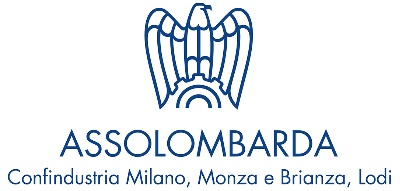 ASSOLOMBARDA
Confindustria Milano, Monza e Brianza, Lodi